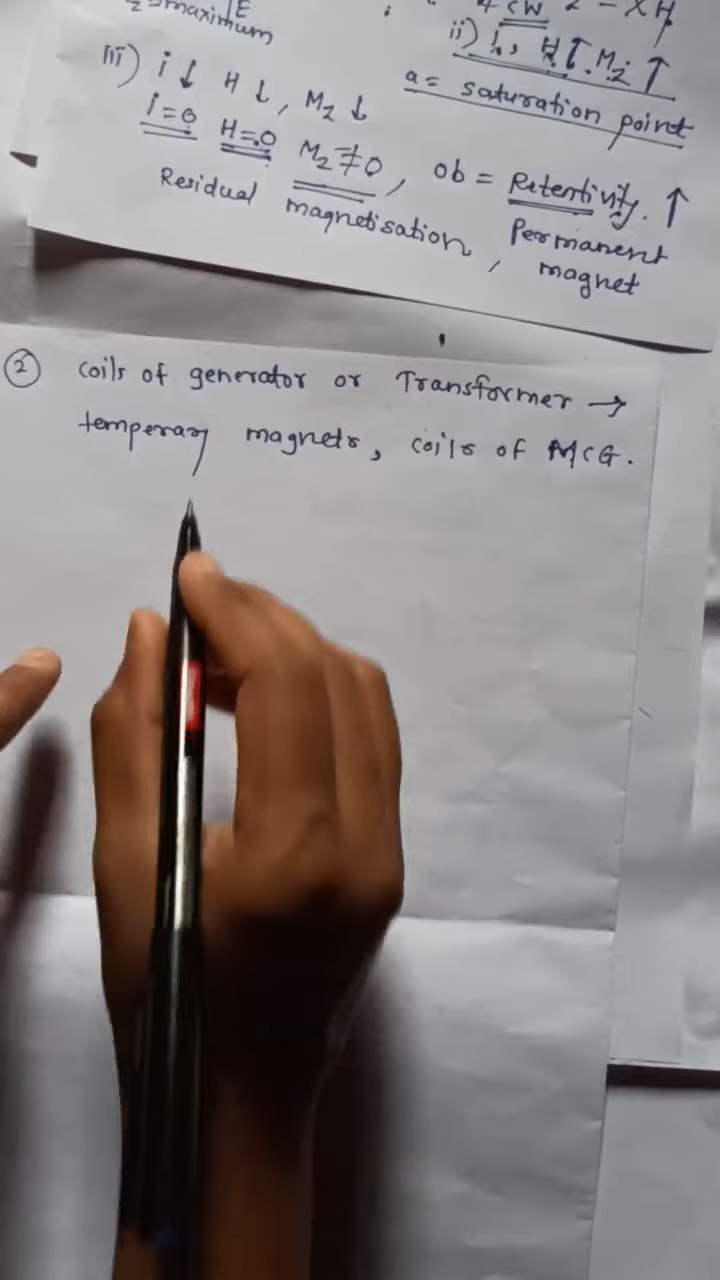 maximum
ii) i, H↑, Mz ↑
a = saturation point
iii) i↓ H↓, Mz ↓
i=0 H=0 Mz≠0, ob = Retentivity. ↑
Residual magnetisation, Permanent magnet
② coils of generator or Transformer →
temperary magnets, coils of MCG.